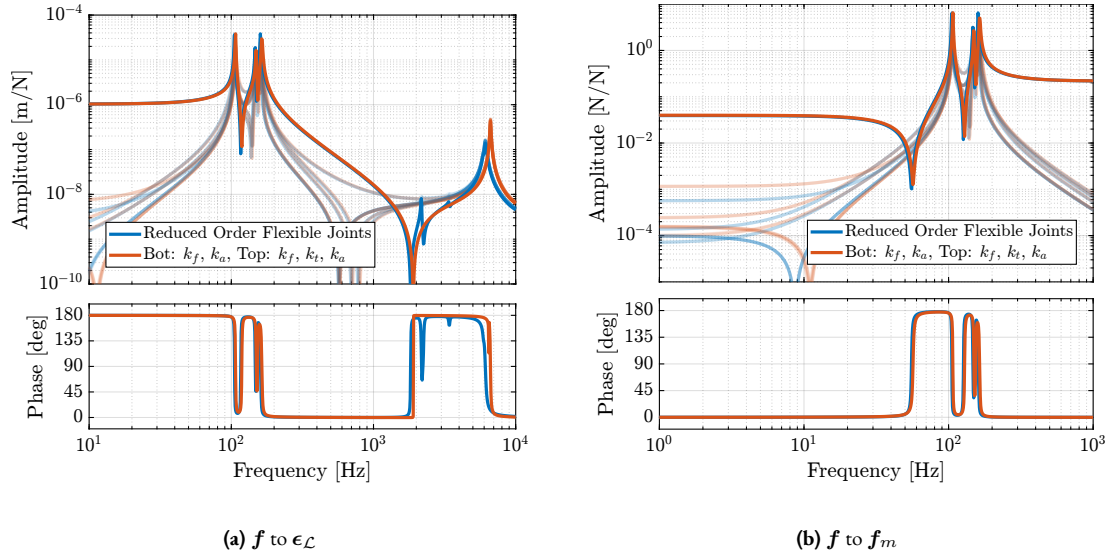 10^{-4}
10^{-6}
10^{-8}
10^{-10}
Amplitude [m/N]
Reduced Order Flexible Joints
Bot: k_f, k_a, Top: k_f, k_t, k_a
180
135
90
45
0
Phase [deg]
10^1
10^2
10^3
10^4
Frequency [Hz]
(a) f to ϵ_ℒ
10^0
10^{-2}
10^{-4}
Amplitude [N/N]
Reduced Order Flexible Joints
Bot: k_f, k_a, Top: k_f, k_t, k_a
180
135
90
45
0
Phase [deg]
10^0
10^1
10^2
10^3
Frequency [Hz]
(b) f to f_m